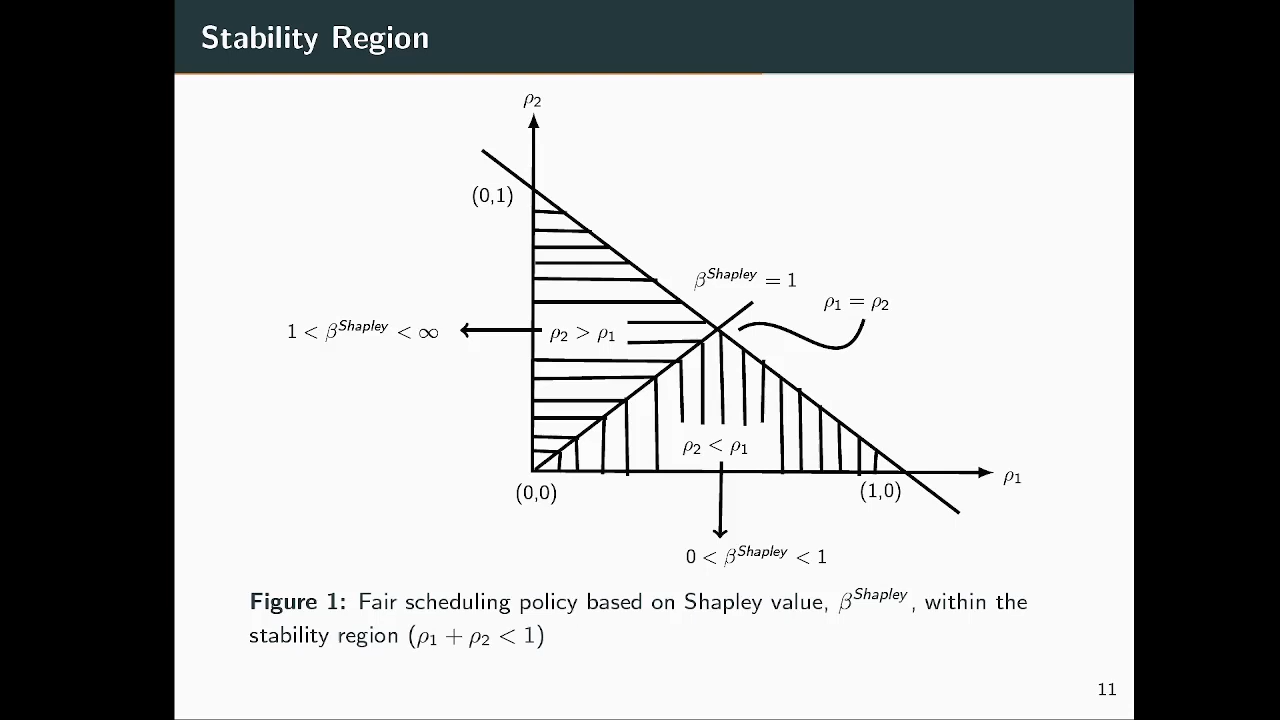 Stability Region
ρ₂
(0,1)
β^Shapley = 1
ρ₁ = ρ₂
1 < β^Shapley < ∞
ρ₂ > ρ₁
ρ₂ < ρ₁
(0,0)
(1,0)
ρ₁
0 < β^Shapley < 1
Figure 1: Fair scheduling policy based on Shapley value, β^Shapley, within the
stability region (ρ₁ + ρ₂ < 1)
11